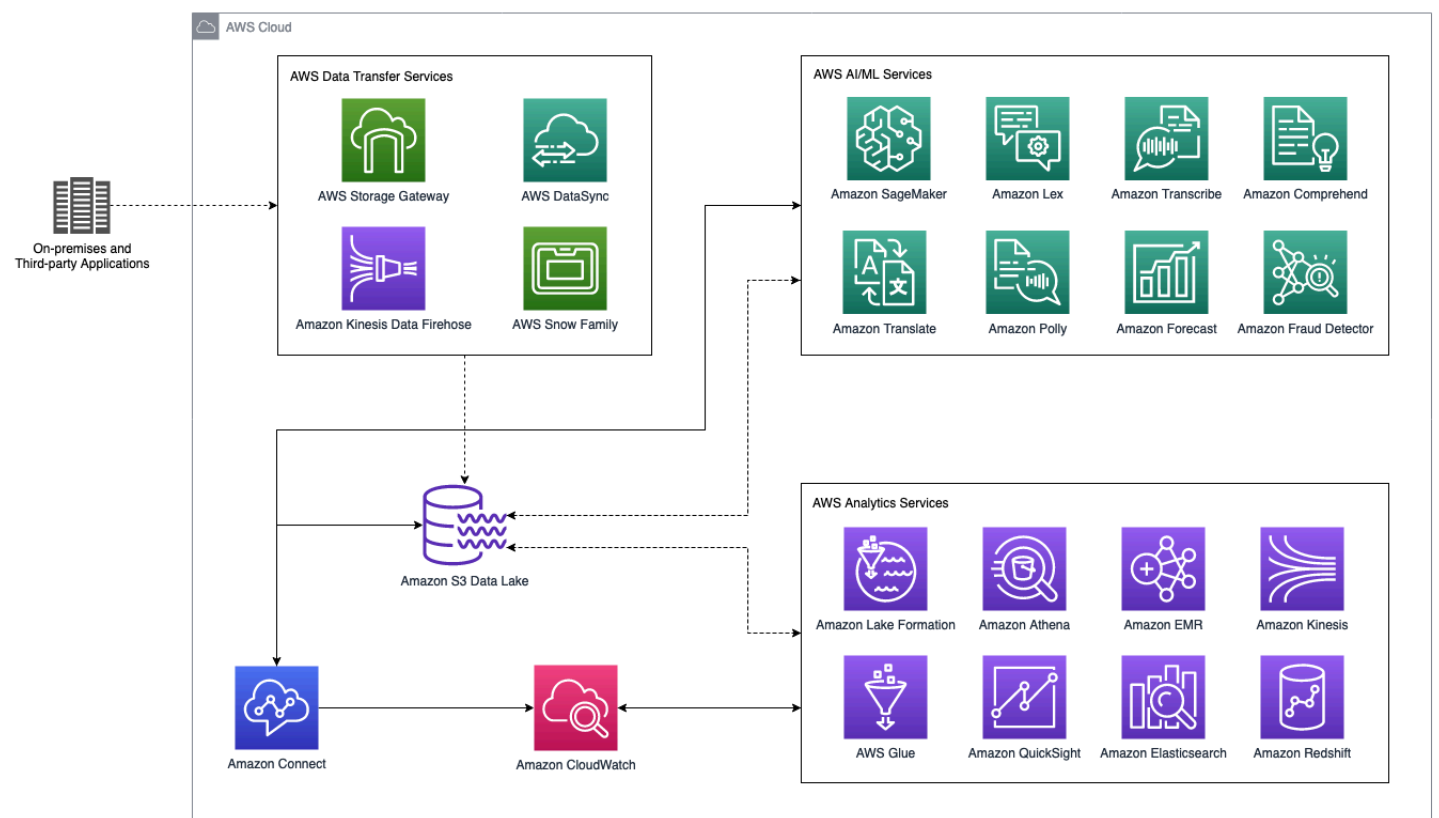 AWS Cloud
AWS Data Transfer Services
AWS Storage Gateway
AWS DataSync
Amazon Kinesis Data Firehose
AWS Snow Family
On-premises and
Third-party Applications
AWS AI/ML Services
Amazon SageMaker
Amazon Lex
Amazon Transcribe
Amazon Comprehend
A
文
Amazon Translate
Amazon Polly
Amazon Forecast
Amazon Fraud Detector
Amazon S3 Data Lake
AWS Analytics Services
Amazon Lake Formation
Amazon Athena
Amazon EMR
Amazon Kinesis
AWS Glue
Amazon QuickSight
Amazon Elasticsearch
Amazon Redshift
Amazon Connect
Amazon CloudWatch